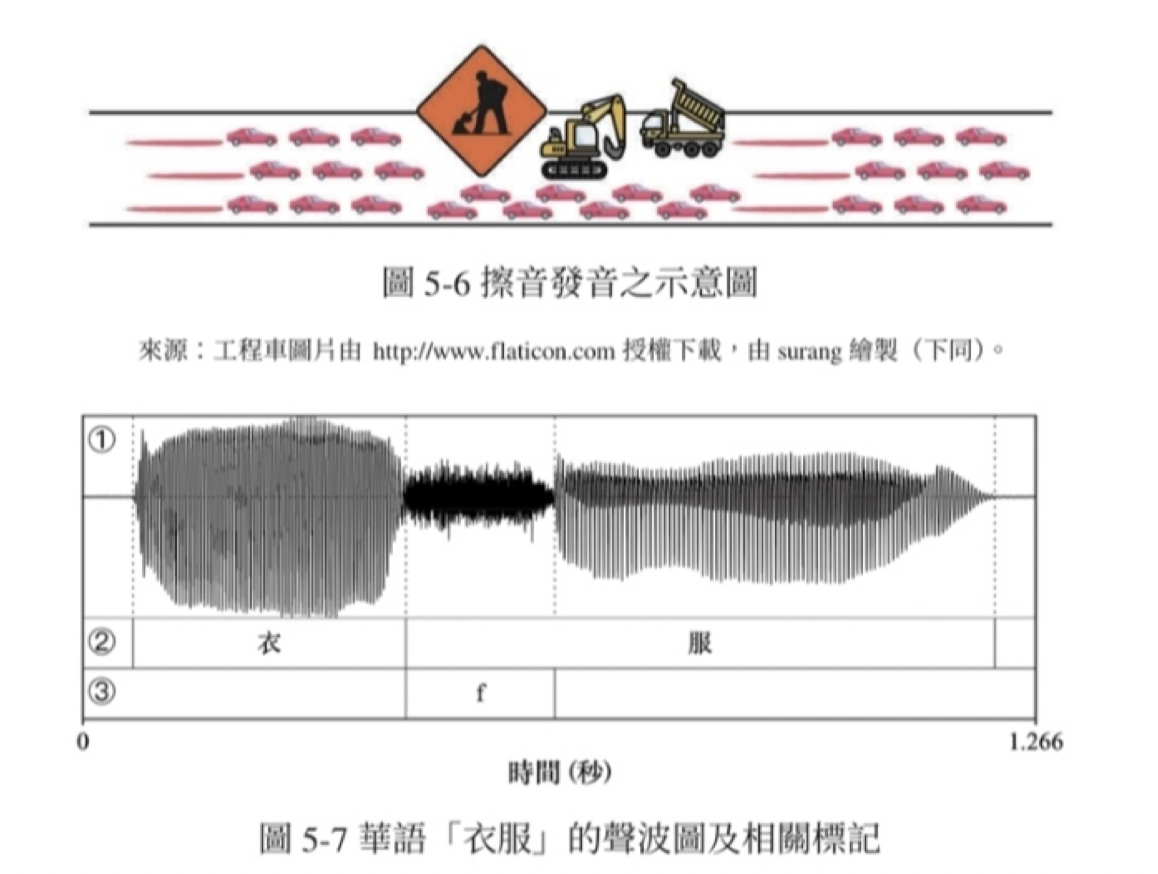 圖 5-6 擦音發音之示意圖
來源：工程車圖片由 http://www.flaticon.com 授權下載，由 surang 繪製（下同）。
①
② 衣 服
③ f
0 1.266
時間 (秒)
圖 5-7 華語「衣服」的聲波圖及相關標記